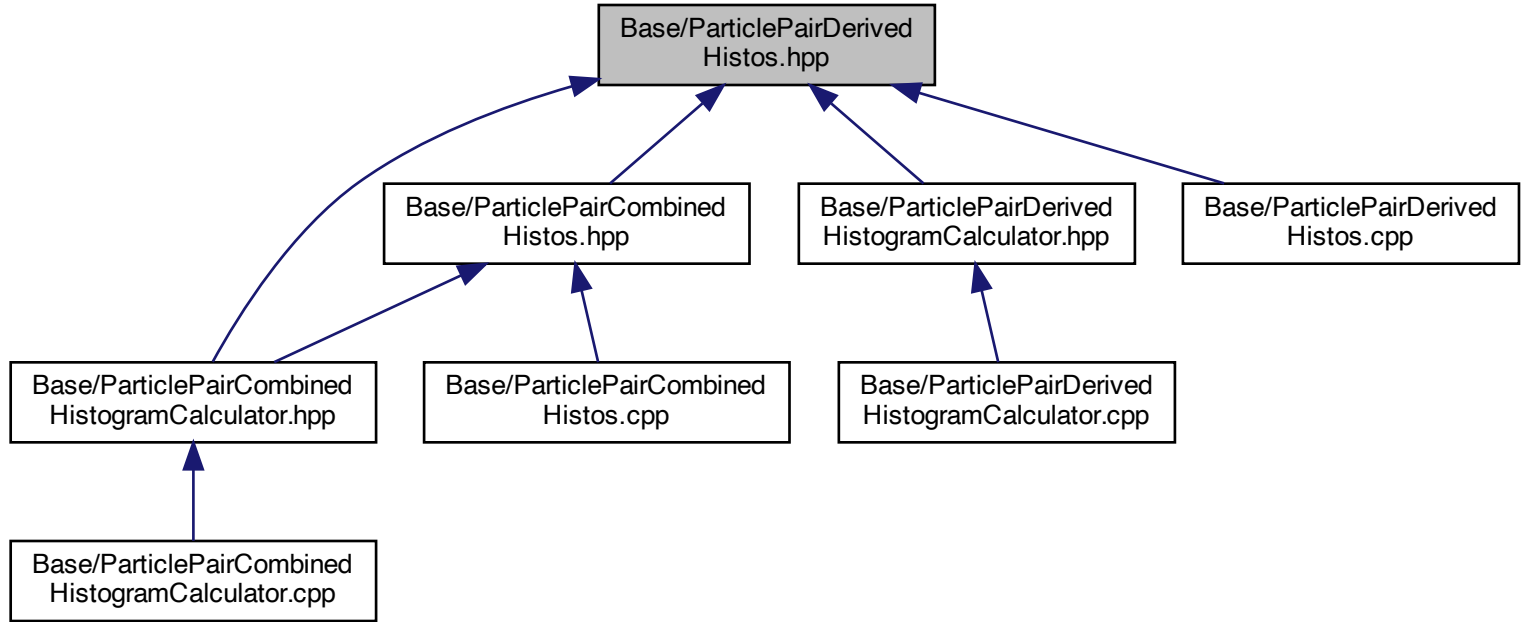 Base/ParticlePairDerived
Histos.hpp
Base/ParticlePairCombined
Histos.hpp
Base/ParticlePairDerived
HistogramCalculator.hpp
Base/ParticlePairDerived
Histos.cpp
Base/ParticlePairCombined
HistogramCalculator.hpp
Base/ParticlePairCombined
Histos.cpp
Base/ParticlePairDerived
HistogramCalculator.cpp
Base/ParticlePairCombined
HistogramCalculator.cpp